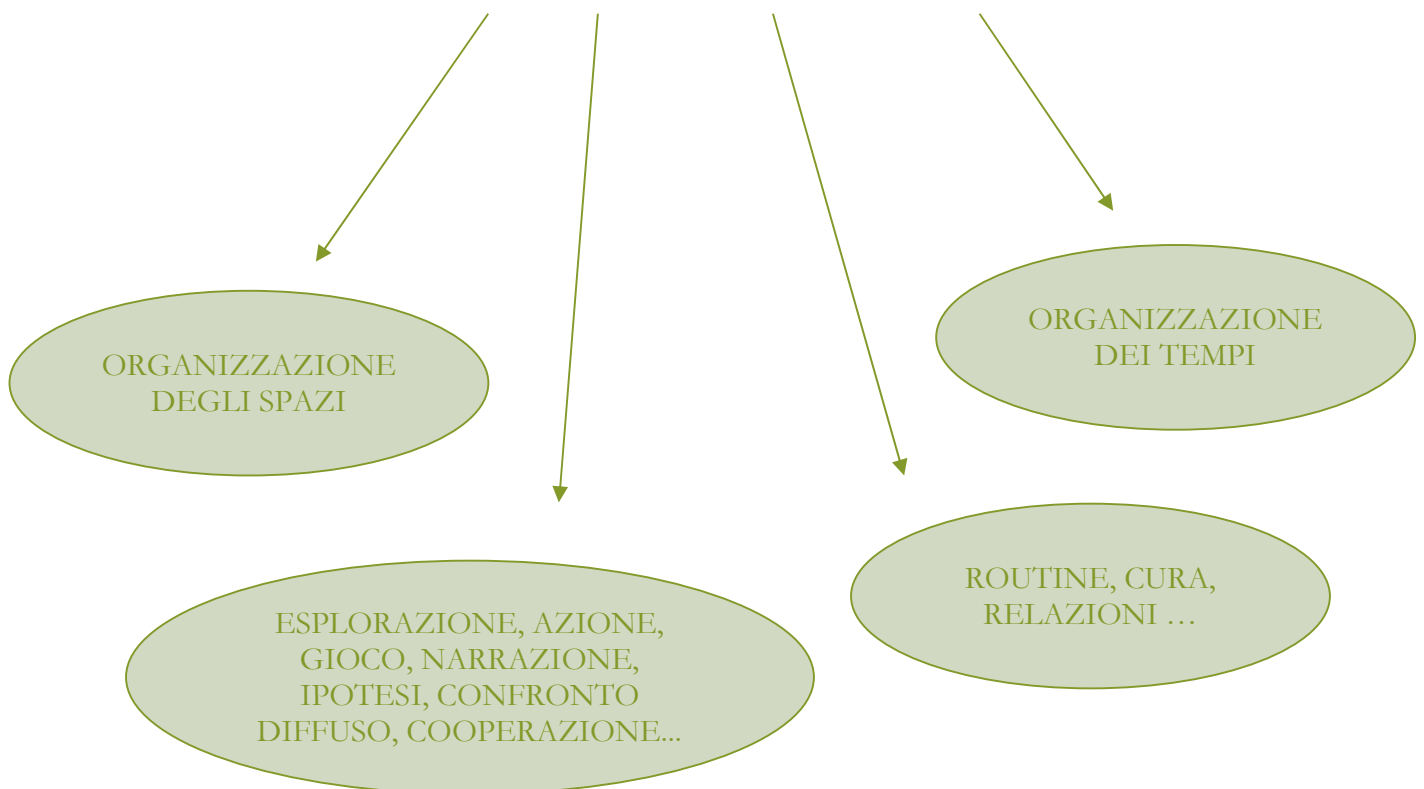 ORGANIZZAZIONE
DEGLI SPAZI
ORGANIZZAZIONE
DEI TEMPI
ESPLORAZIONE, AZIONE,
GIOCO, NARRAZIONE,
IPOTESI, CONFRONTO
DIFFUSO, COOPERAZIONE...
ROUTINE, CURA,
RELAZIONI …